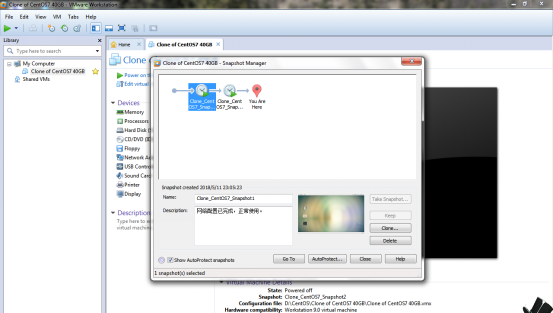 Clone of CentOS7 40GB - VMware Workstation
File Edit View VM Tabs Help
Library
Type here to search
My Computer
Clone of CentOS7 40GB
Shared VMs
Home
Clone of CentOS7 40GB
Clone
Power on
Edit virtual
Devices
Memory
Processors
Hard Disk
CD/DVD
Floppy
Network Ada
USB Control
Sound Card
Printer
Display
Description
Type here to
virtual machine
Clone of CentOS7 40GB - Snapshot Manager
Clone_Cent
OS7_Snap...
Clone_Cent
OS7_Snap...
You Are
Here
Snapshot created 2018/5/11 23:03:23
Name:
Clone_CentOS7_Snapshot1
Description:
网络配置已完成，正常使用。
Take Snapshot...
Keep
Clone...
Delete
Show AutoProtect snapshots
Go To
AutoProtect...
Close
Help
1 snapshot(s) selected
Virtual Machine Details
State: Powered off
Snapshot: Clone_CentOS7_Snapshot2
Configuration file: D:\CentOS\Clone of CentOS7 40GB\Clone of CentOS7 40GB.vmx
Hardware compatibility: Workstation 9.0 virtual machine